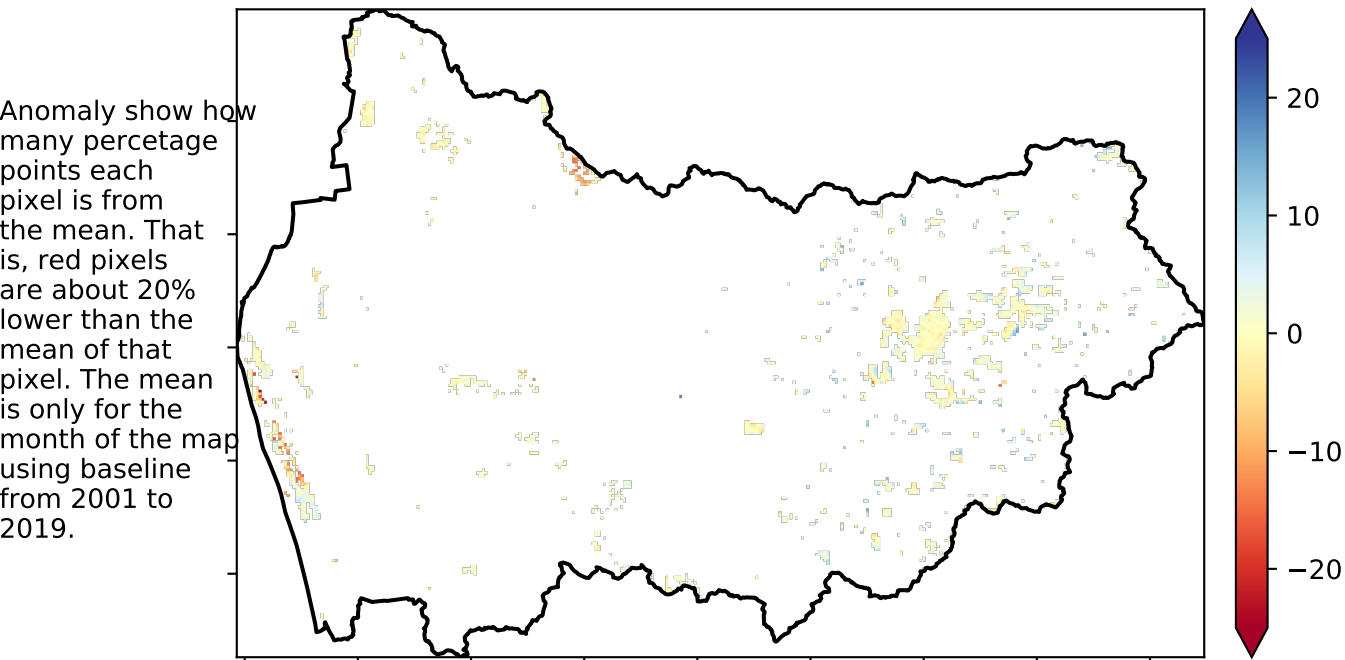 Anomaly show how
many percetage
points each
pixel is from
the mean. That
is, red pixels
are about 20%
lower than the
mean of that
pixel. The mean
is only for the
month of the map
using baseline
from 2001 to
2019.
20
10
0
−10
−20